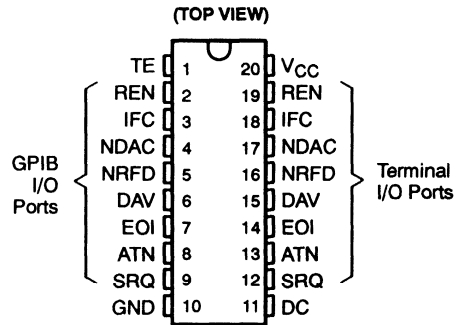 (TOP VIEW)
TE 1 20 VCC
REN 2 19 REN
IFC 3 18 IFC
NDAC 4 17 NDAC
GPIB I/O Ports
NRFD 5 16 NRFD
Terminal I/O Ports
DAV 6 15 DAV
EOI 7 14 EOI
ATN 8 13 ATN
SRQ 9 12 SRQ
GND 10 11 DC